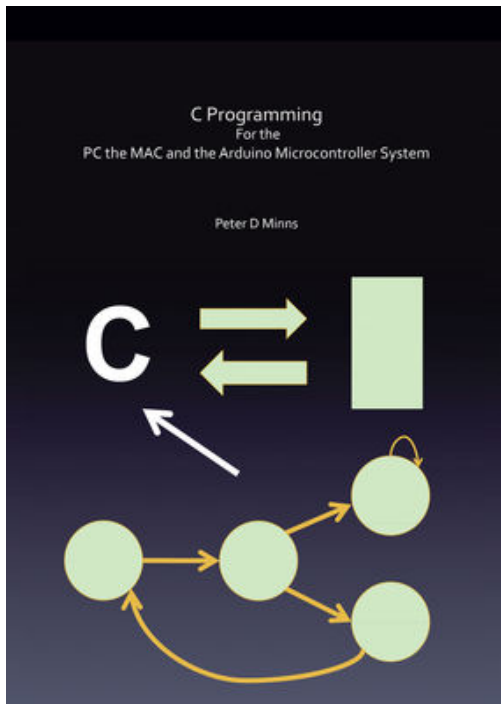 C Programming
For the
PC the MAC and the Arduino Microcontroller System
Peter D Minns
C